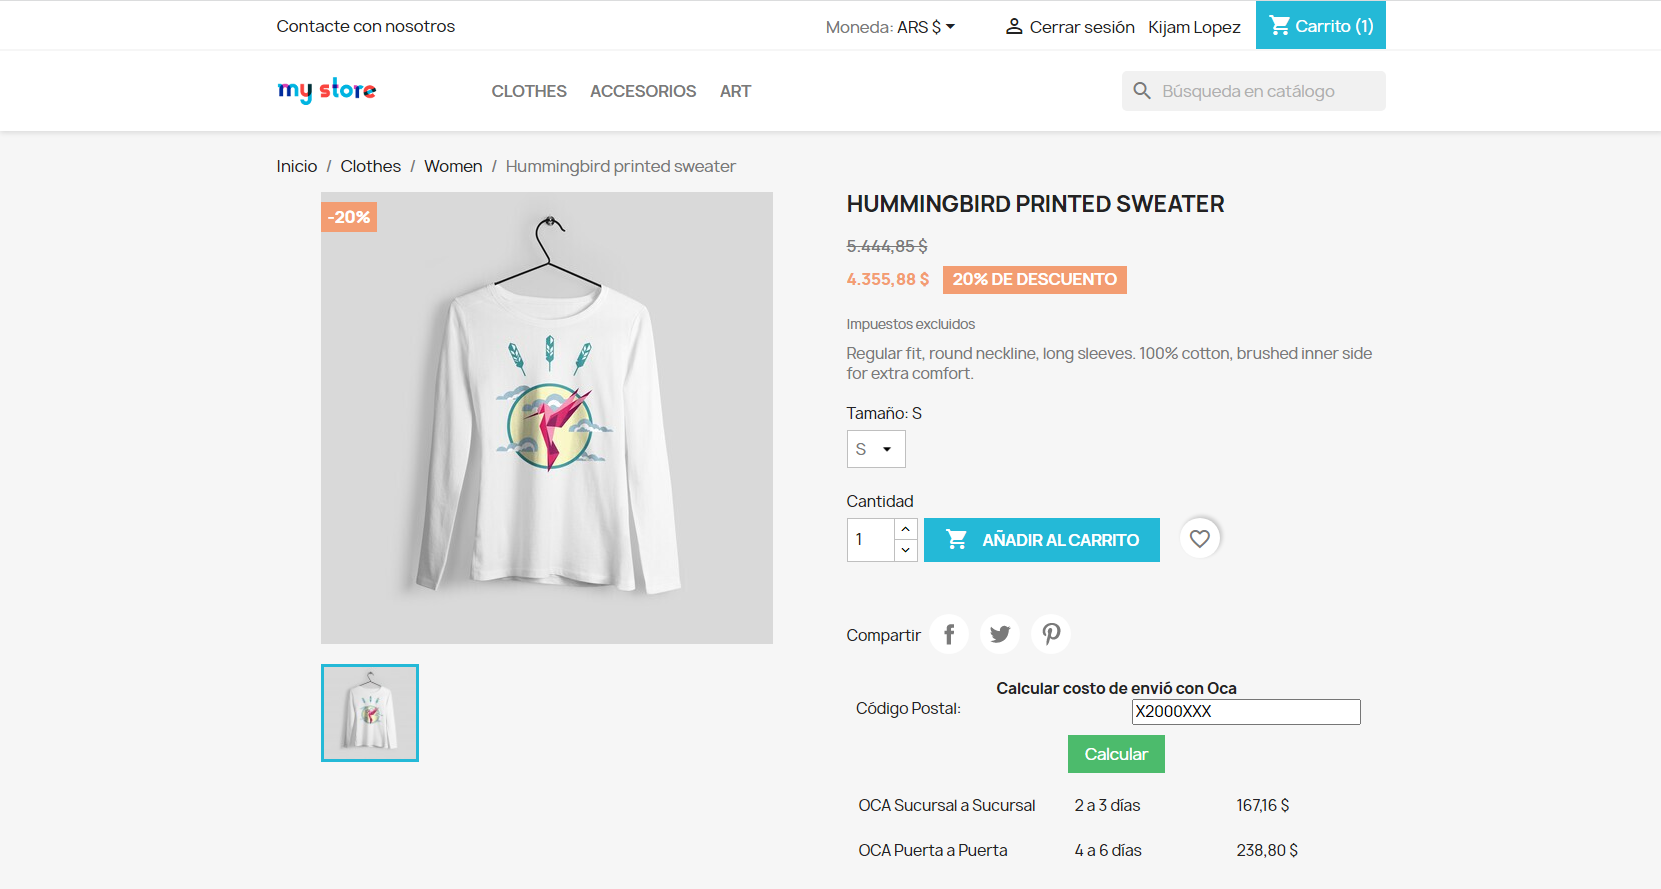 Contacte con nosotros
Moneda: ARS $
Cerrar sesión
Kijam Lopez
Carrito (1)
my store
CLOTHES
ACCESORIOS
ART
Búsqueda en catálogo
Inicio / Clothes / Women / Hummingbird printed sweater
-20%
HUMMINGBIRD PRINTED SWEATER
5.444,85 $
4.355,88 $
20% DE DESCUENTO
Impuestos excluidos
Regular fit, round neckline, long sleeves. 100% cotton, brushed inner side
for extra comfort.
Tamaño: S
S
Cantidad
1
AÑADIR AL CARRITO
Compartir
Calcular costo de envió con Oca
Código Postal:
X2000XXX
Calcular
OCA Sucursal a Sucursal 2 a 3 días 167,16 $
OCA Puerta a Puerta 4 a 6 días 238,80 $